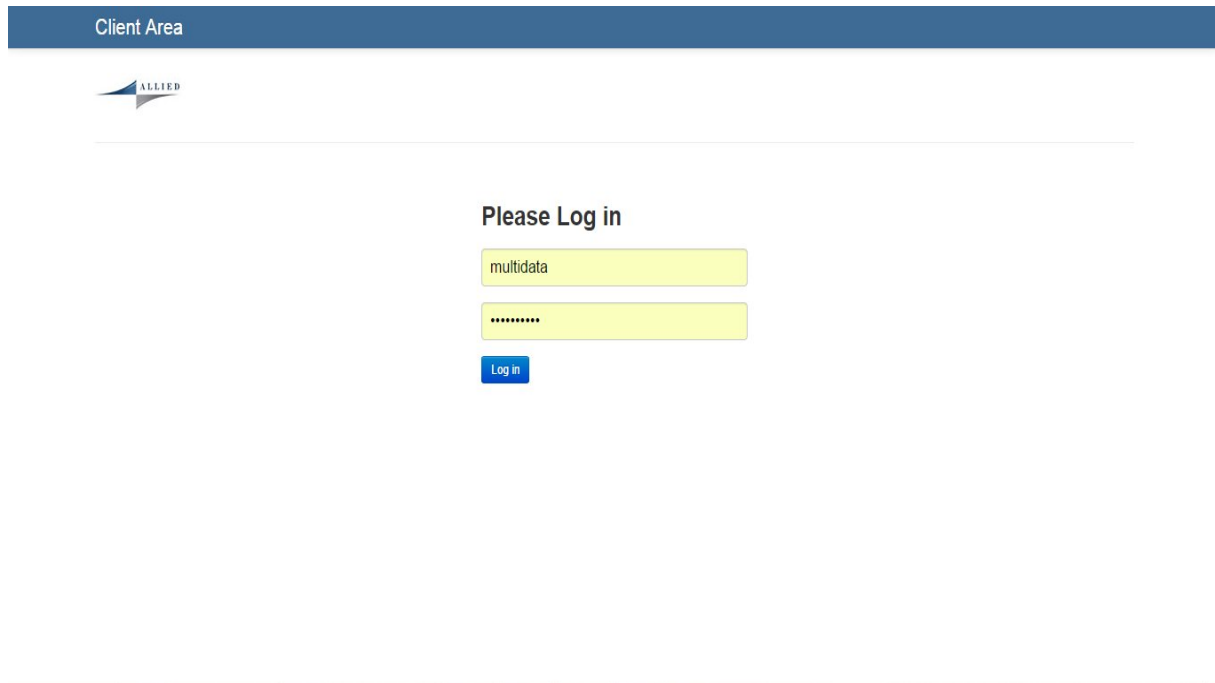 Client Area
ALLIED
Please Log in
multidata
••••••••••
Log in